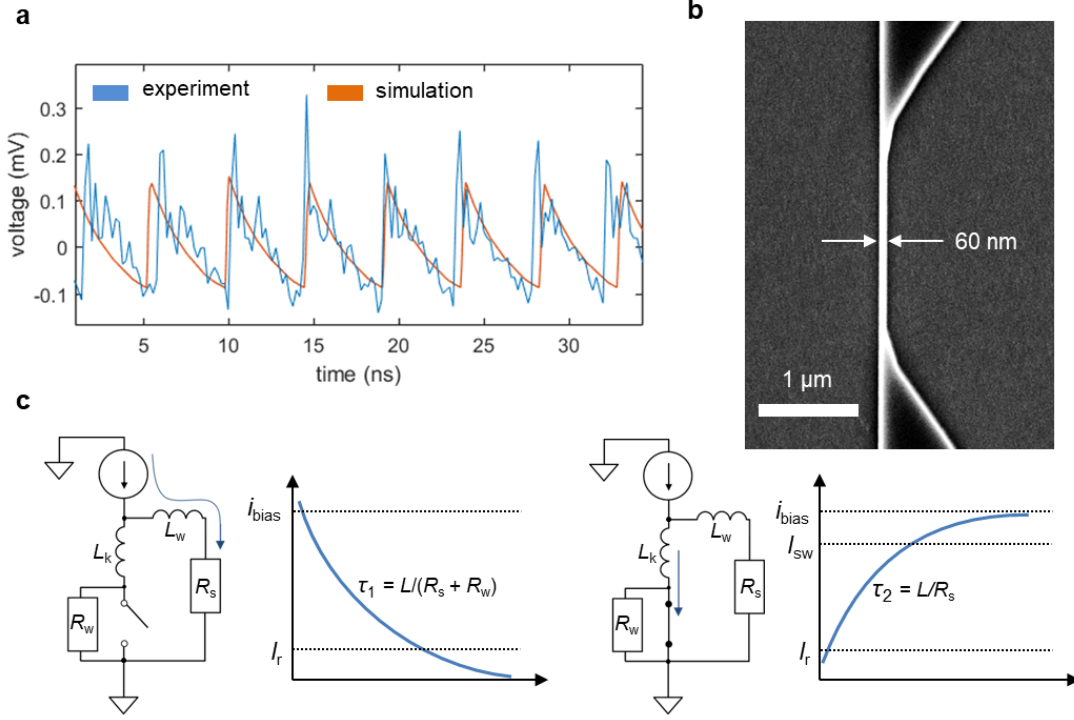 a
experiment
simulation
voltage (mV)
0.3
0.2
0.1
0
-0.1
5
10
15
20
25
30
time (ns)
b
60 nm
1 µm
c
Lw
Lk
Rs
Rw
ibias
τ1 = L/(Rs + Rw)
Ir
Lw
Lk
Rs
Rw
ibias
Isw
τ2 = L/Rs
Ir